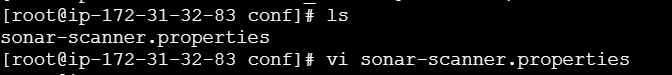 [root@ip-172-31-32-83 conf]# ls
sonar-scanner.properties
[root@ip-172-31-32-83 conf]# vi sonar-scanner.properties